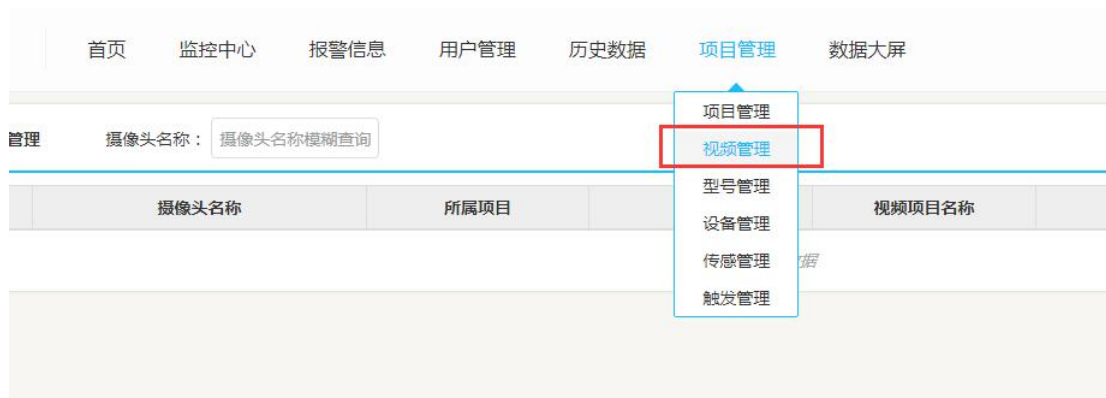 首页 监控中心 报警信息 用户管理 历史数据 项目管理 数据大屏
项目管理
管理 摄像头名称： 摄像头名称模糊查询
视频管理
型号管理
摄像头名称 所属项目 视频项目名称
设备管理
传感管理 据
触发管理